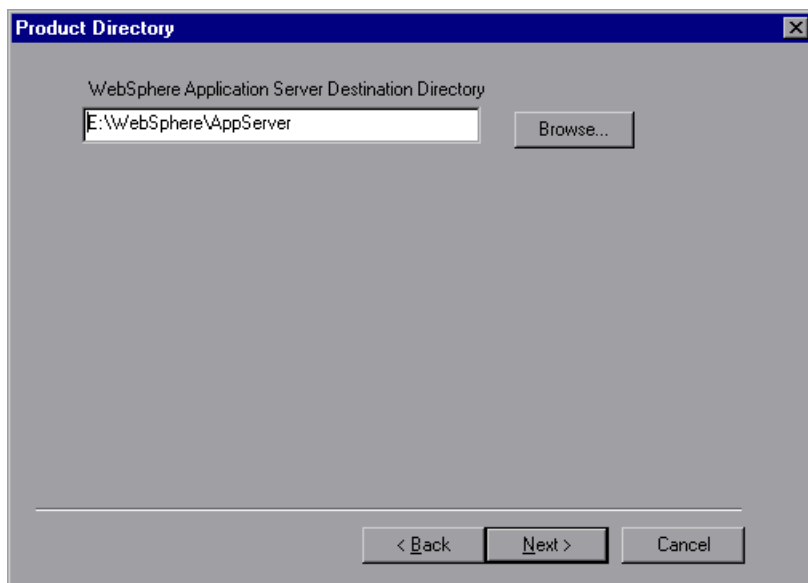 Product Directory
WebSphere Application Server Destination Directory
E:\WebSphere\AppServer
Browse...
< Back
Next >
Cancel